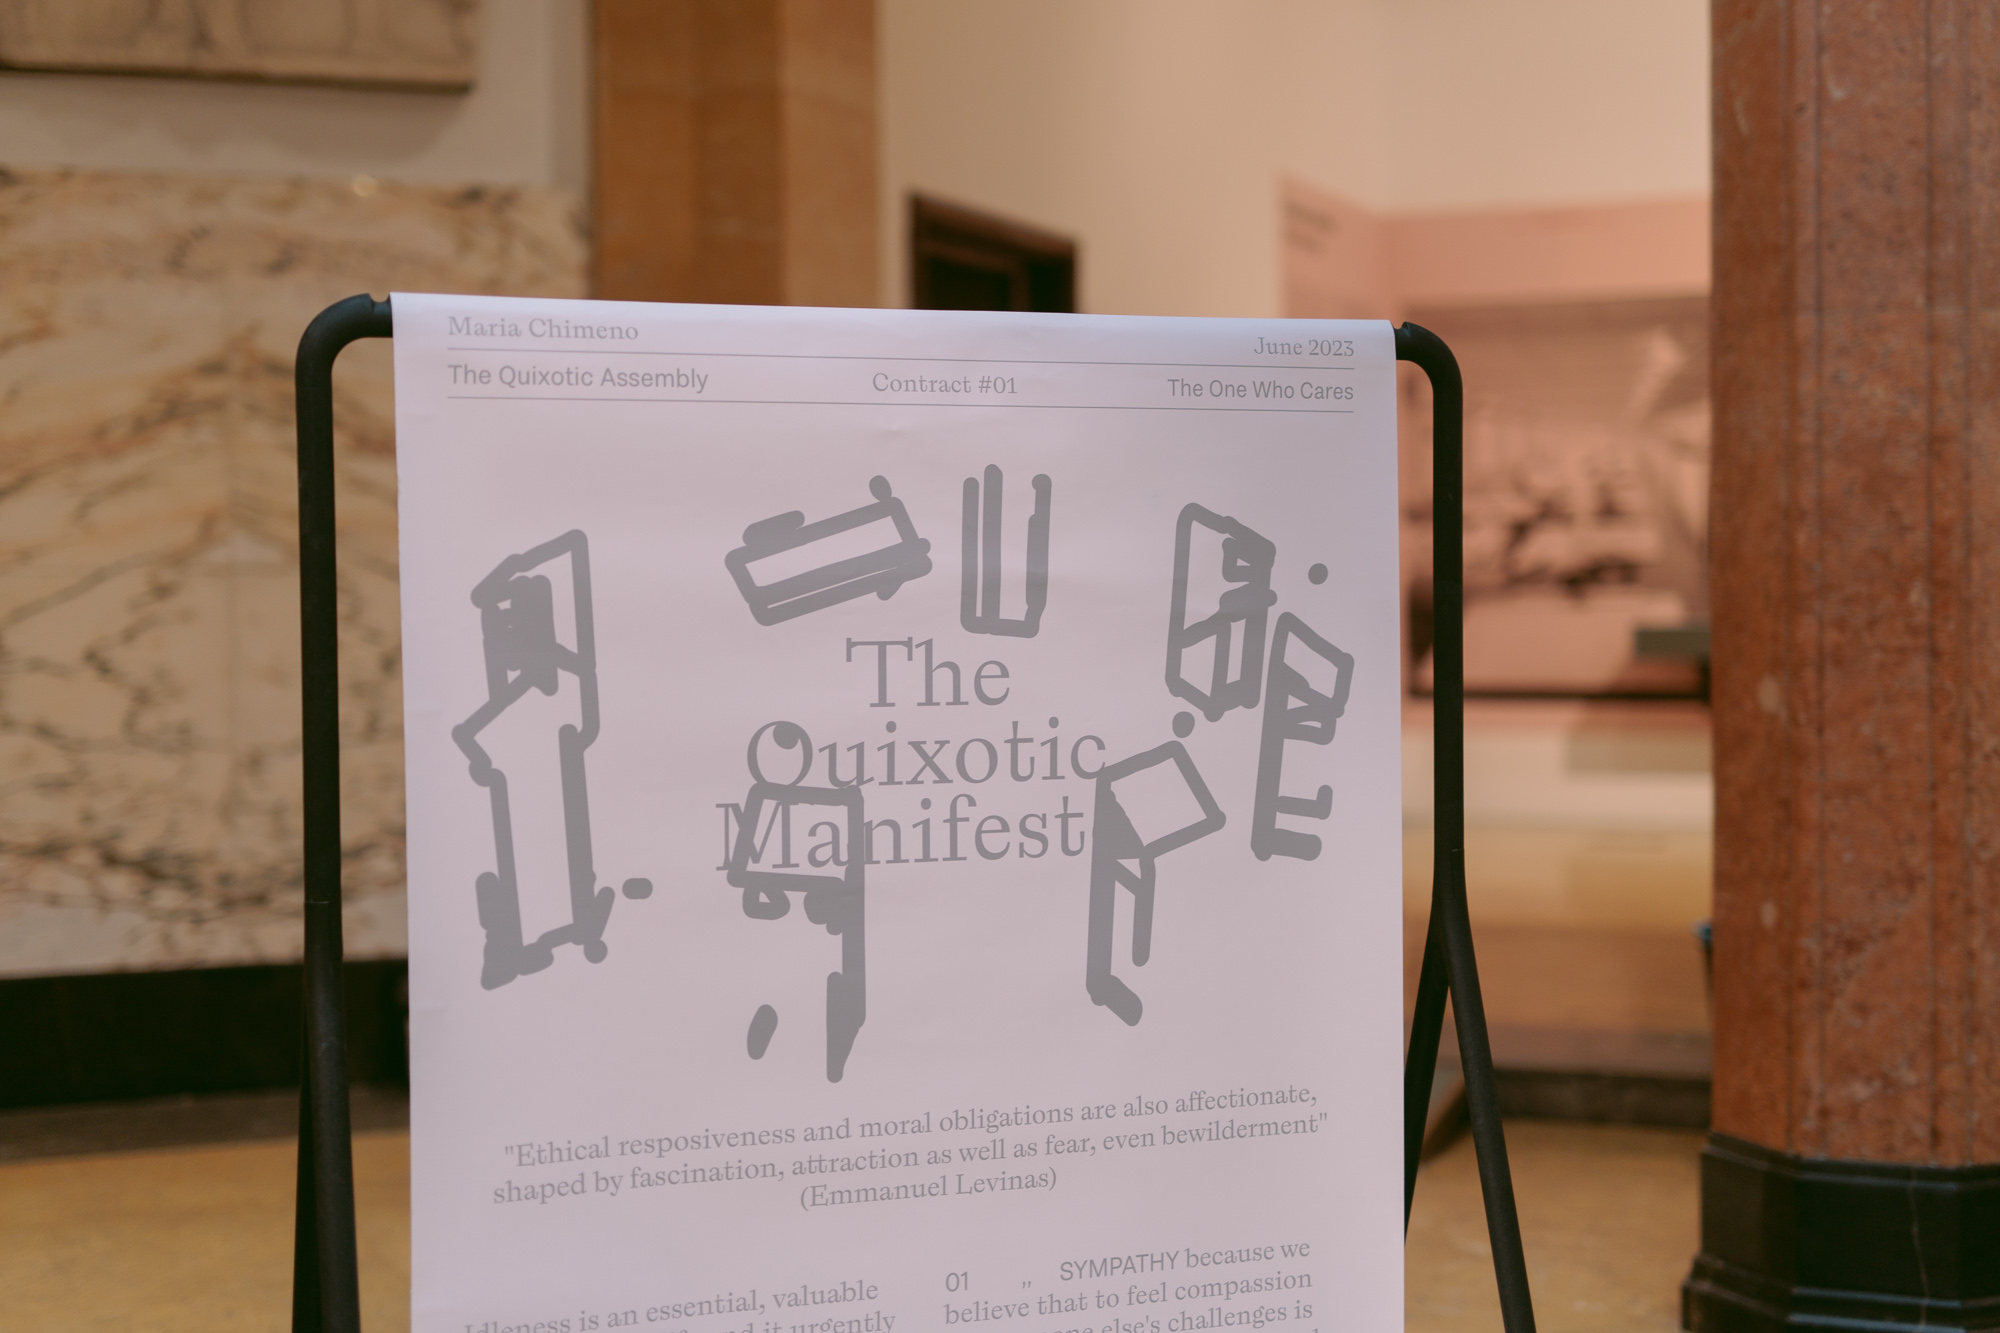 Maria Chimeno
June 2023
The Quixotic Assembly
Contract #01
The One Who Cares
The
Quixotic
Manifest
"Ethical resposiveness and moral obligations are also affectionate,
shaped by fascination, attraction as well as fear, even bewilderment"
(Emmanuel Levinas)
Idleness is an essential, valuable
and it urgently
01 „ SYMPATHY because we
believe that to feel compassion
else's challenges is